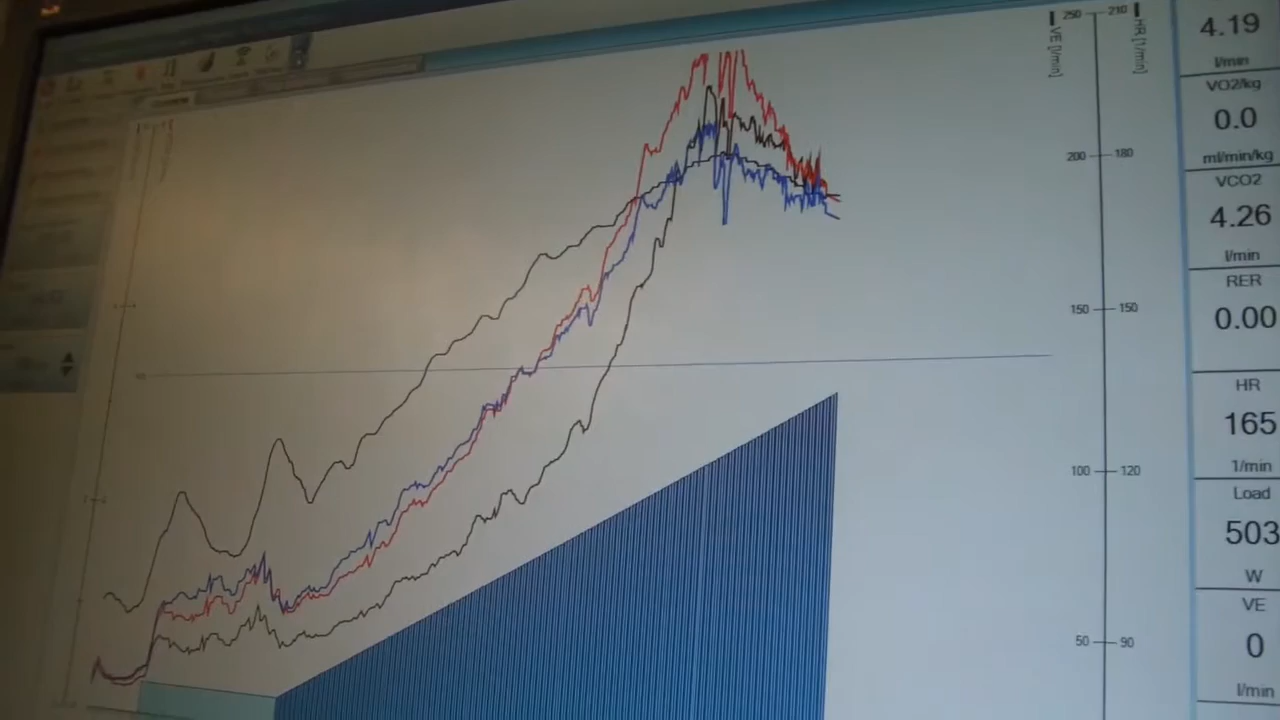 250
210
VE [l/min]
HR [1/min]
200
180
150
150
100
120
50
90
4.19
l/min
VO2/kg
0.0
ml/min/kg
VCO2
4.26
l/min
RER
0.00
HR
165
1/min
Load
503
W
VE
0
l/min